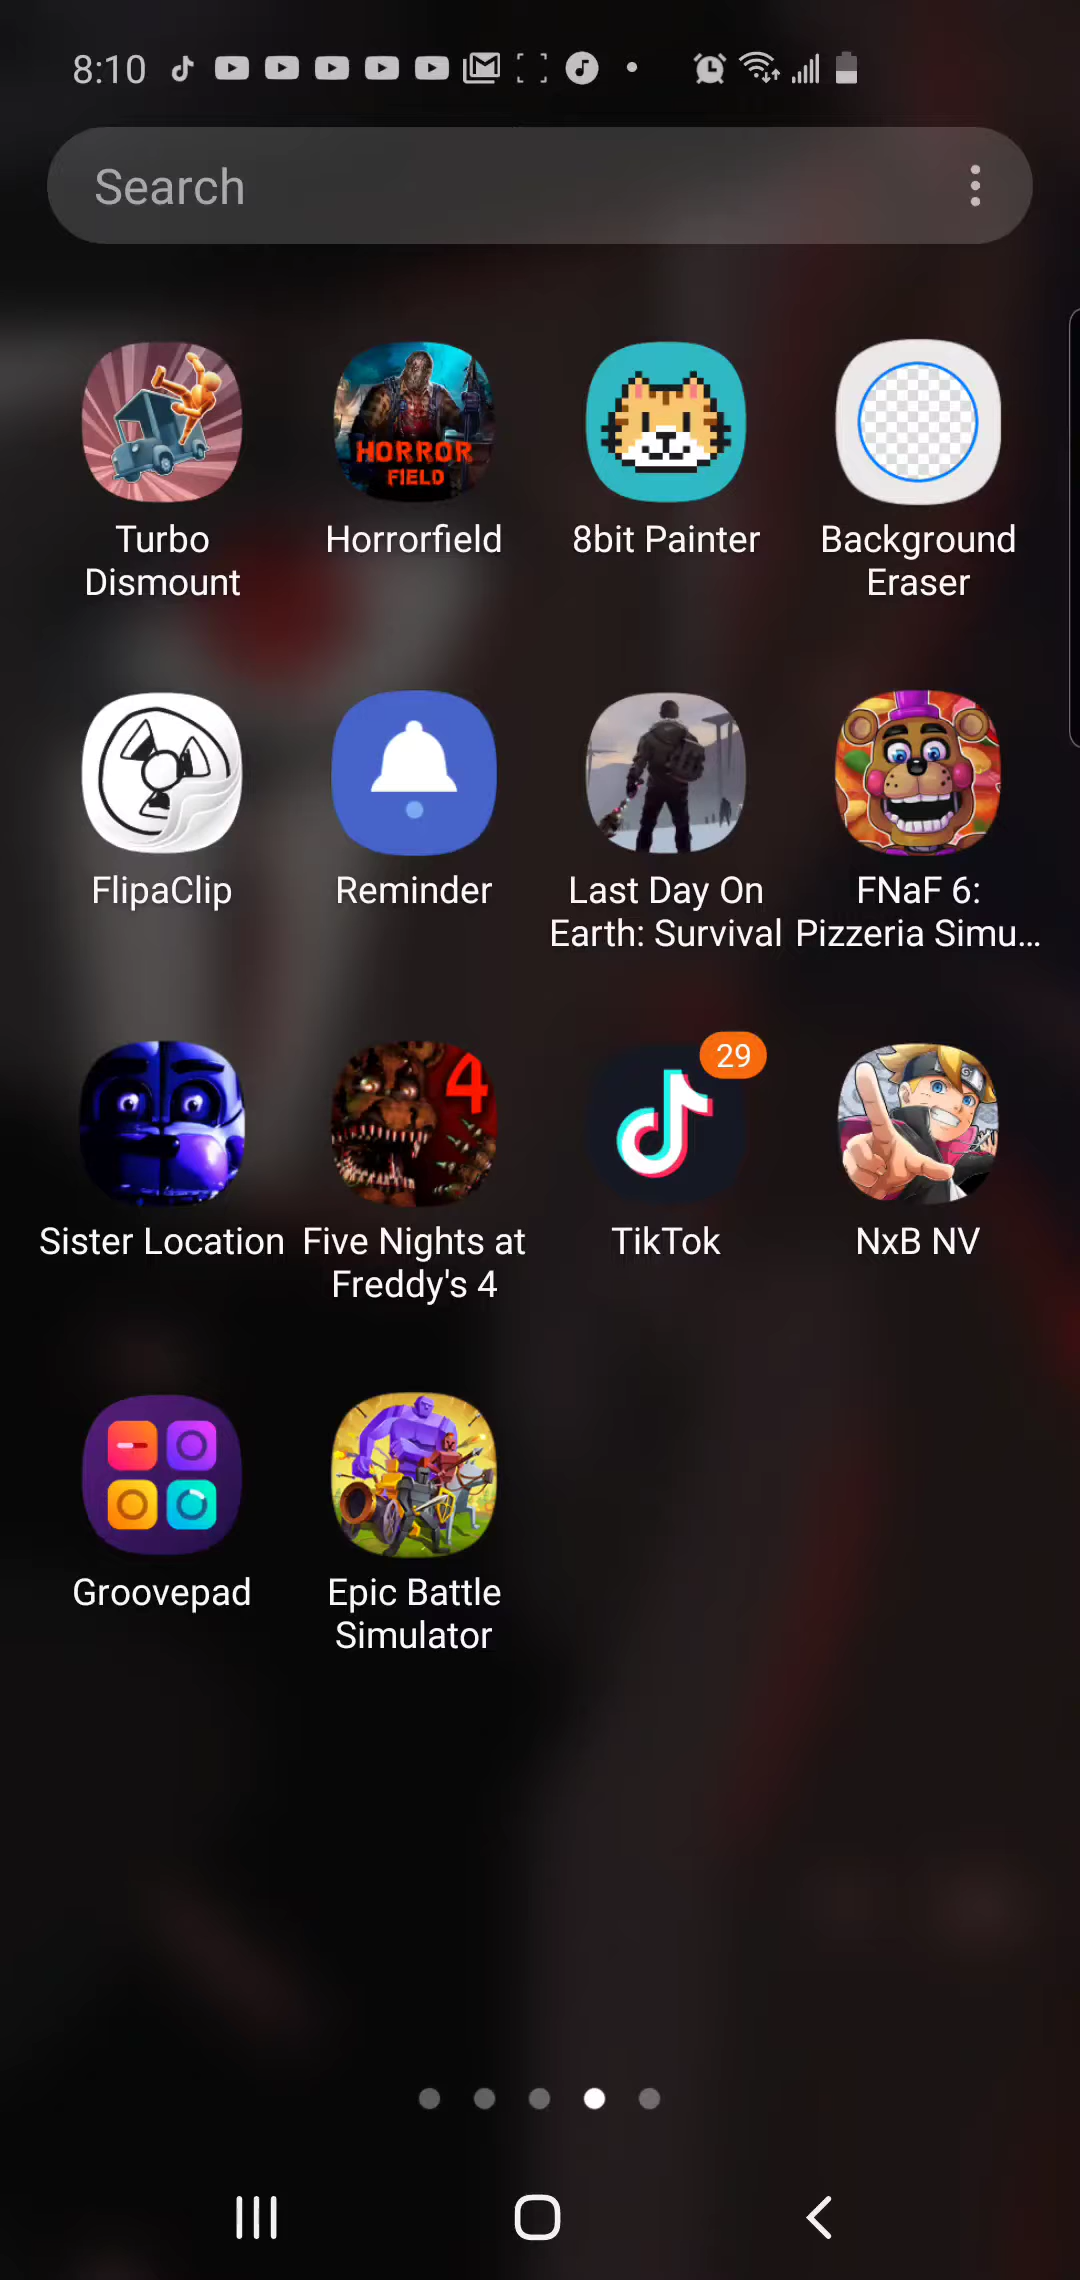 8:10
Search
HORROR
FIELD
Turbo
Dismount
Horrorfield
8bit Painter
Background
Eraser
FlipaClip
Reminder
Last Day On
Earth: Survival
FNaF 6:
Pizzeria Simu...
4
29
Sister Location
Five Nights at
Freddy's 4
TikTok
NxB NV
Groovepad
Epic Battle
Simulator